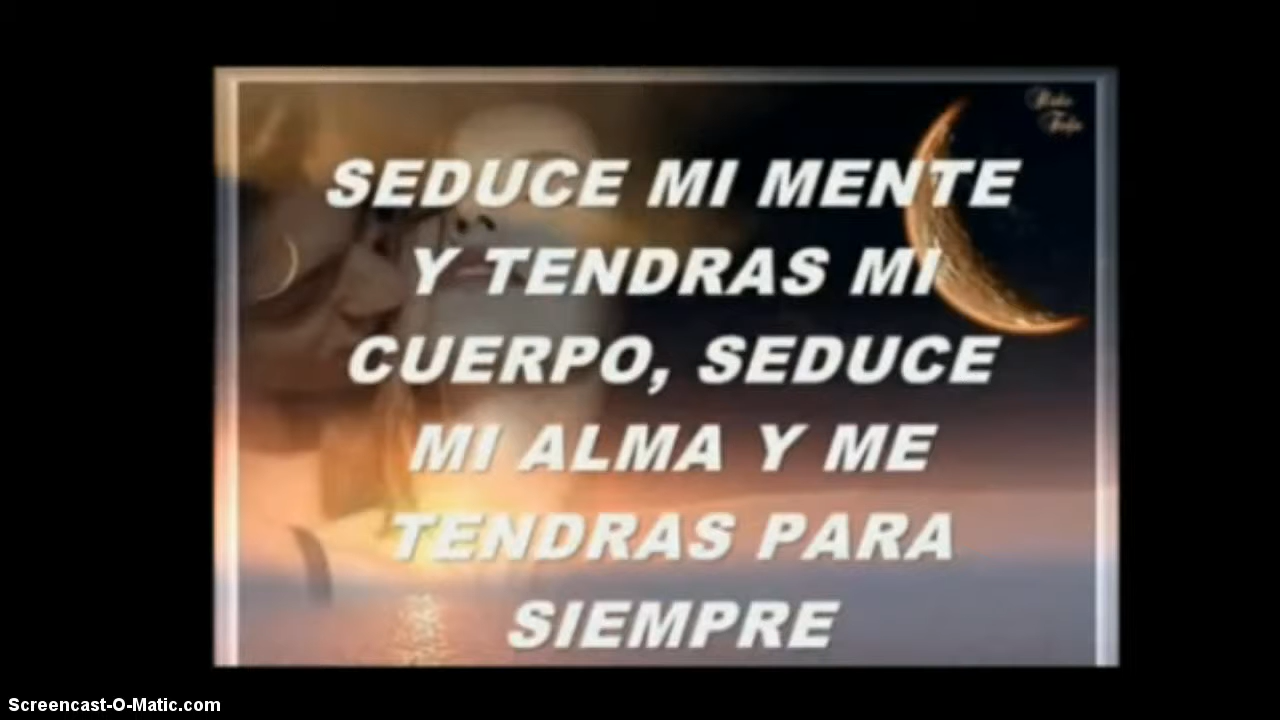 SEDUCE MI MENTE
Y TENDRAS MI
CUERPO, SEDUCE
MI ALMA Y ME
TENDRAS PARA
SIEMPRE
Screencast-O-Matic.com